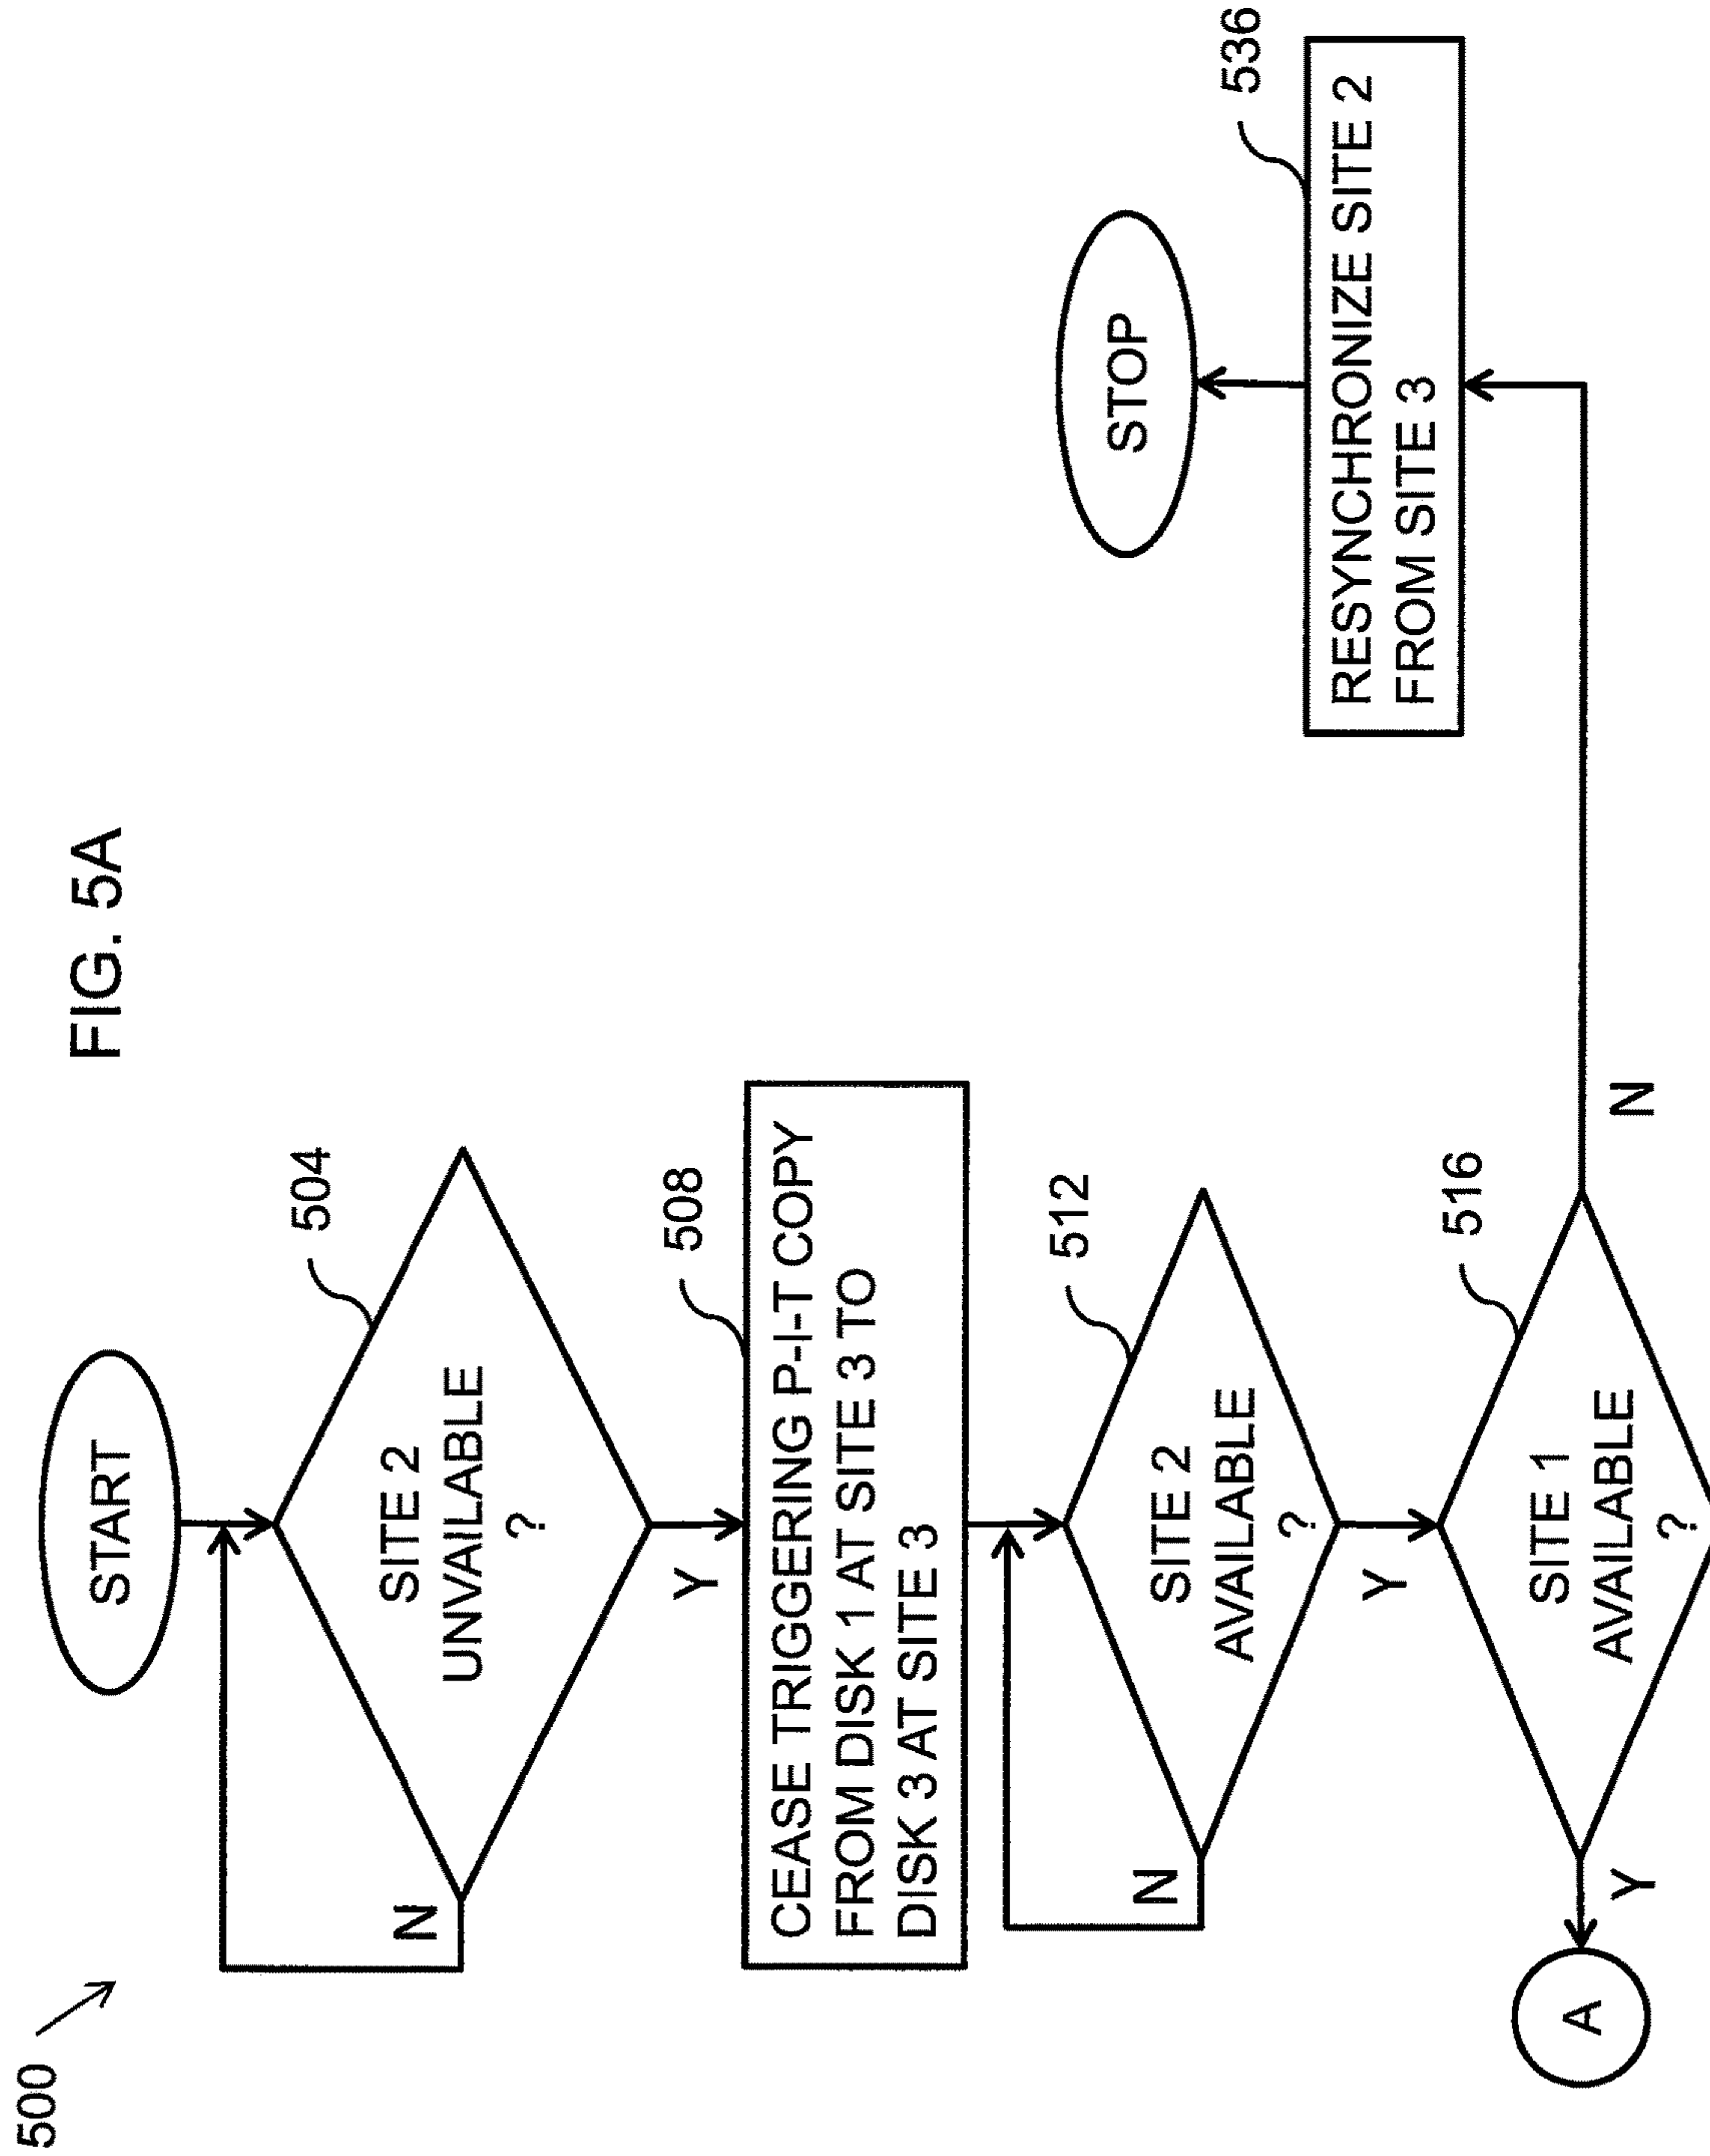 FIG. 5A
500
START
504
SITE 2
UNVAILABLE
?
N
Y
508
CEASE TRIGGERING P-I-T COPY
FROM DISK 1 AT SITE 3 TO
DISK 3 AT SITE 3
512
SITE 2
AVAILABLE
?
N
Y
516
SITE 1
AVAILABLE
?
Y
N
A
536
RESYNCHRONIZE SITE 2
FROM SITE 3
STOP